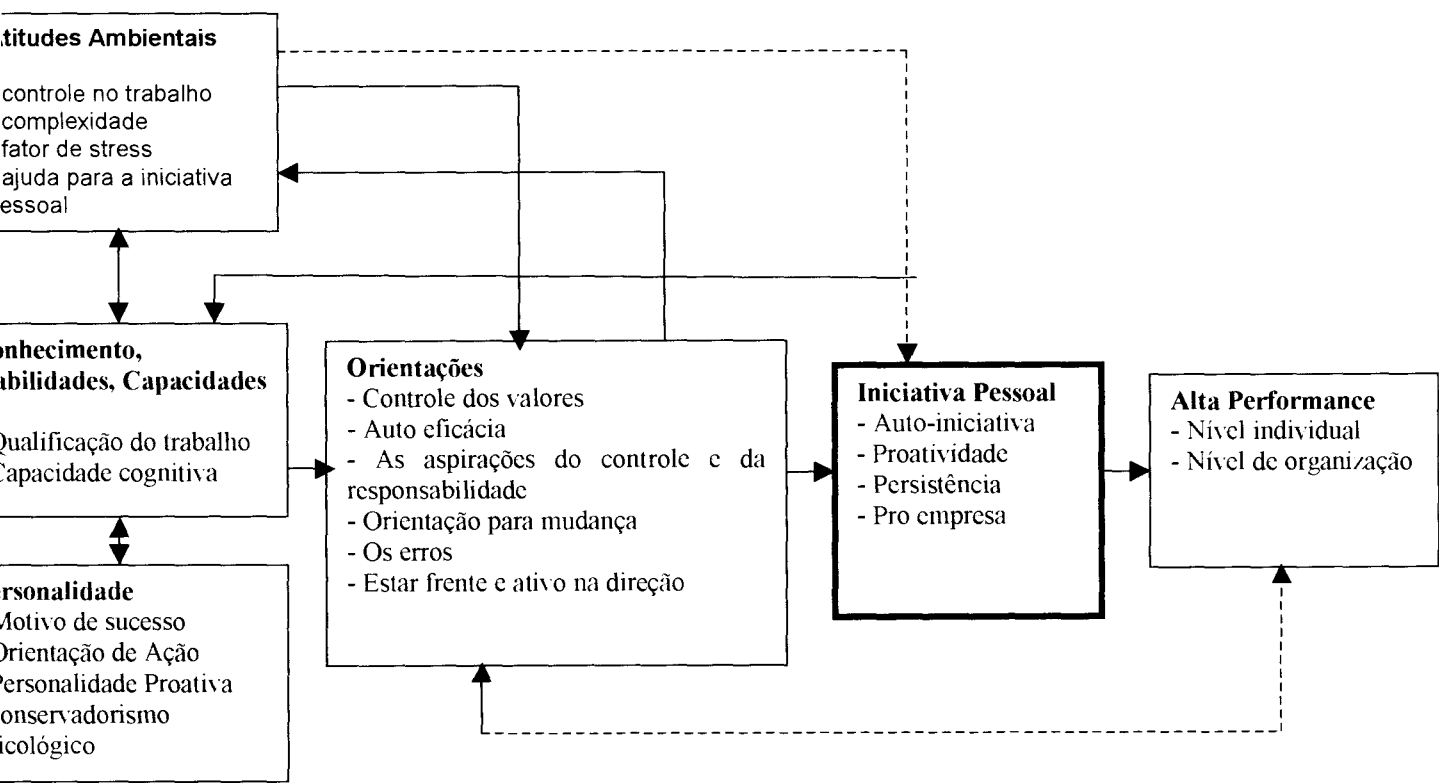 titudes Ambientais
controle no trabalho
complexidade
fator de stress
ajuda para a iniciativa
essoal
onhecimento,
abilidades, Capacidades
Qualificação do trabalho
Capacidade cognitiva
ersonalidade
Motivo de sucesso
Orientação de Ação
Personalidade Proativa
onservadorismo
icológico
Orientações
- Controle dos valores
- Auto eficácia
- As aspirações do controle e da
responsabilidade
- Orientação para mudança
- Os erros
- Estar frente e ativo na direção
Iniciativa Pessoal
- Auto-iniciativa
- Proatividade
- Persistência
- Pro empresa
Alta Performance
- Nível individual
- Nível de organização